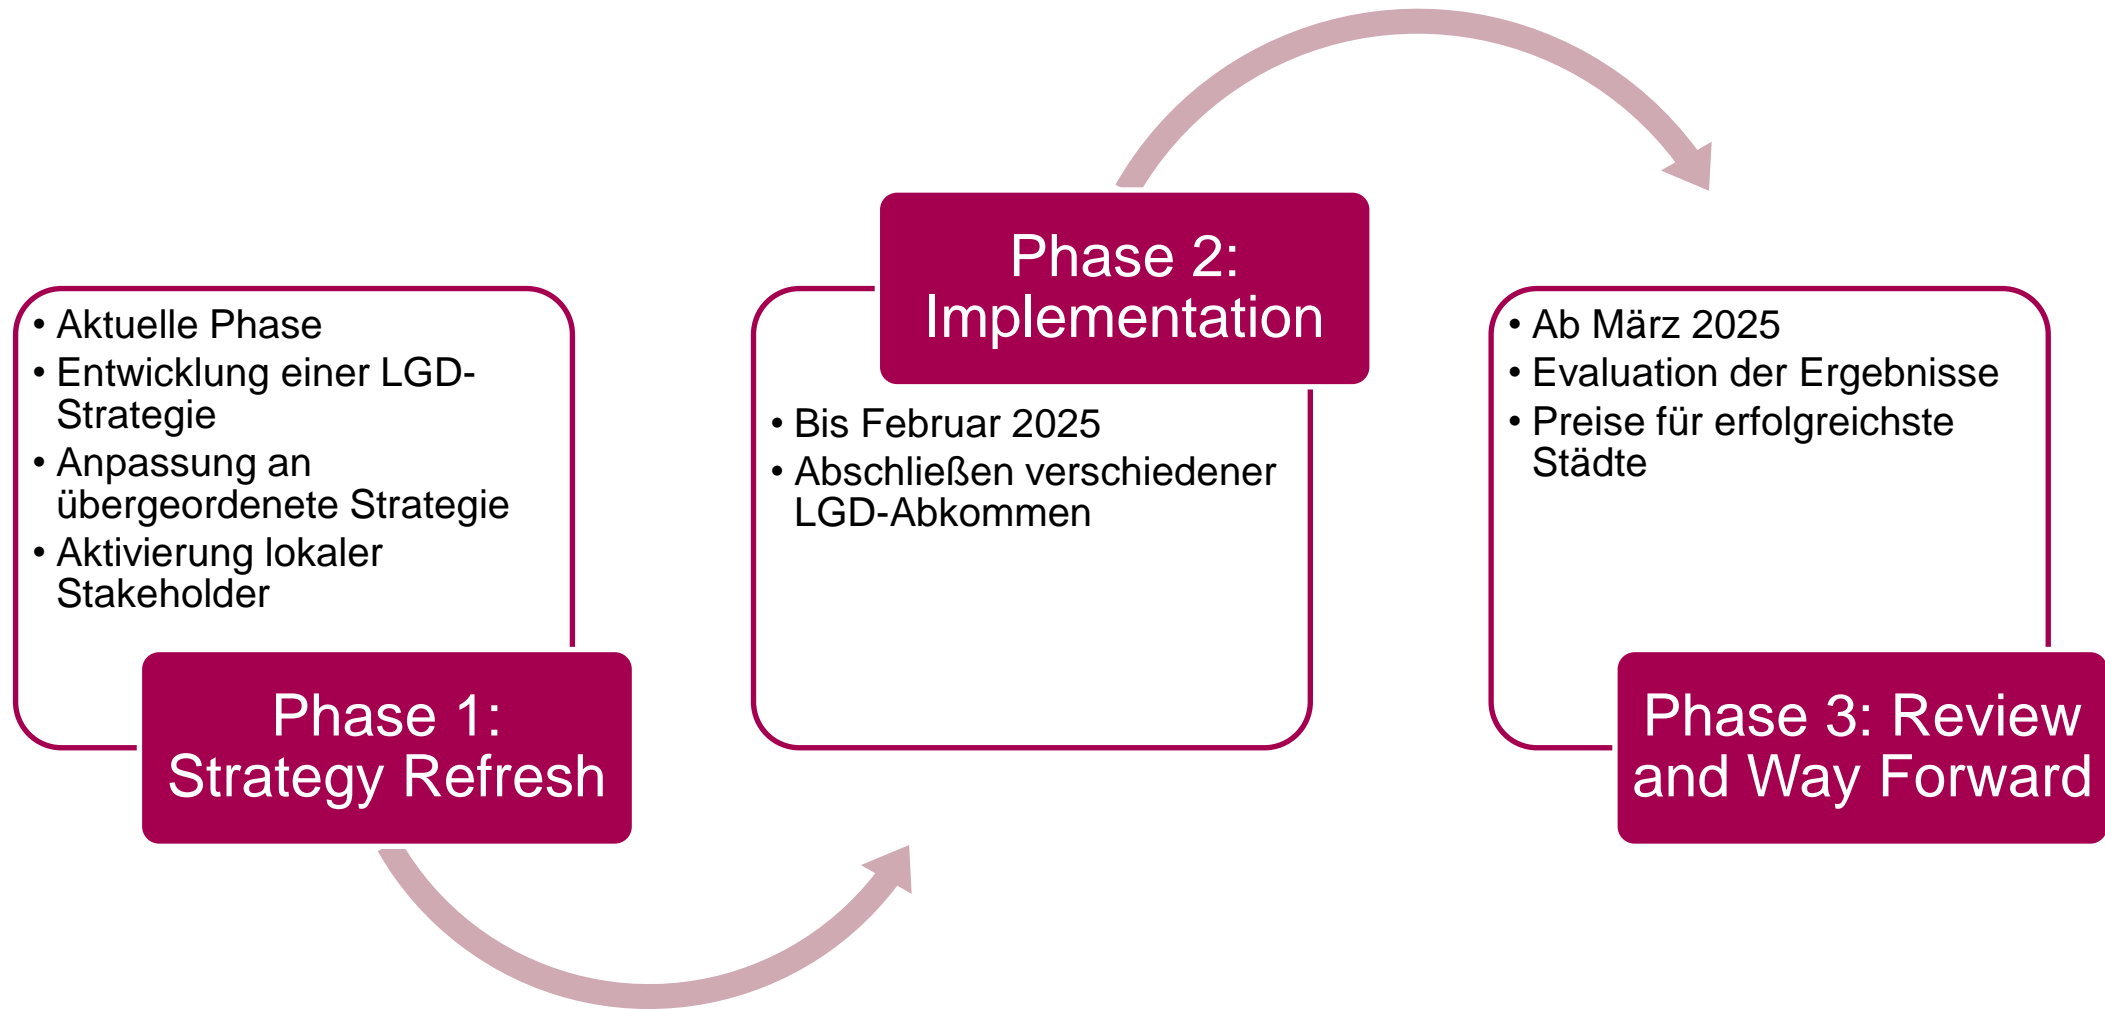 • Aktuelle Phase
• Entwicklung einer LGD-
Strategie
• Anpassung an
übergeordenete Strategie
• Aktivierung lokaler
Stakeholder
Phase 1:
Strategy Refresh
Phase 2:
Implementation
• Bis Februar 2025
• Abschließen verschiedener
LGD-Abkommen
• Ab März 2025
• Evaluation der Ergebnisse
• Preise für erfolgreichste
Städte
Phase 3: Review
and Way Forward